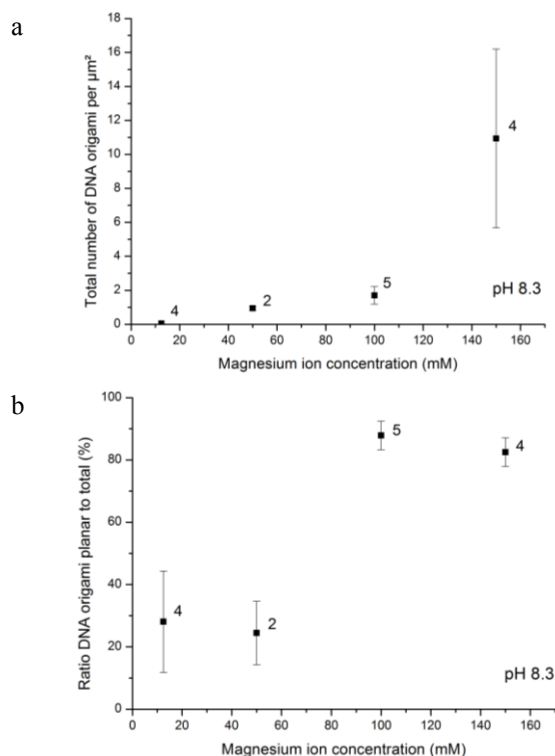 a
Total number of DNA origami per µm²
18
16
14
12
10
8
6
4
2
0
4
2
5
4
pH 8.3
0 20 40 60 80 100 120 140 160
Magnesium ion concentration (mM)
b
Ratio DNA origami planar to total (%)
100
80
60
40
20
0
4
2
5
4
pH 8.3
0 20 40 60 80 100 120 140 160
Magnesium ion concentration (mM)